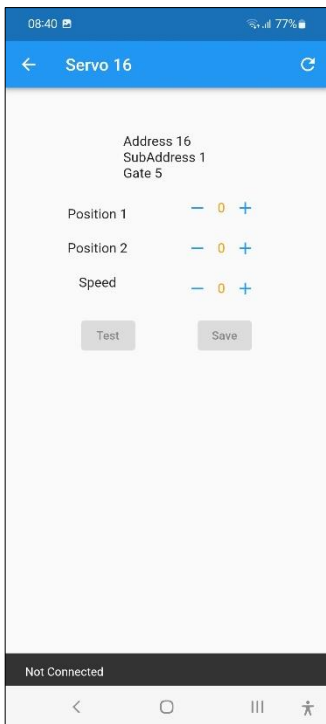 08:40 77%
Servo 16
Address 16
SubAddress 1
Gate 5
Position 1 − 0 +
Position 2 − 0 +
Speed − 0 +
Test Save
Not Connected